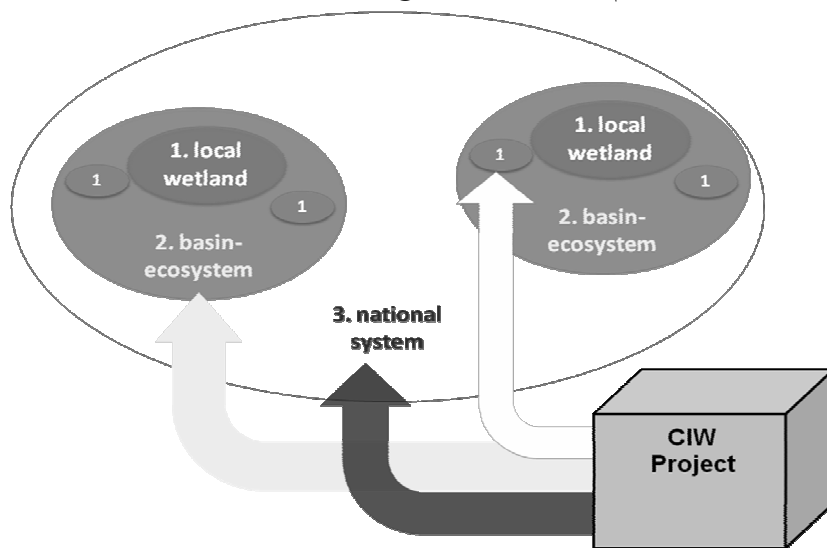 1. local
wetland
1
1
2. basin-
ecosystem
1. local
wetland
1
1
2. basin-
ecosystem
3. national
system
CIW
Project